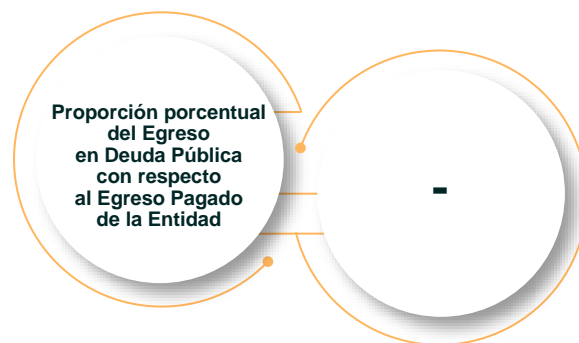 Proporción porcentual
del Egreso
en Deuda Pública
con respecto
al Egreso Pagado
de la Entidad
-